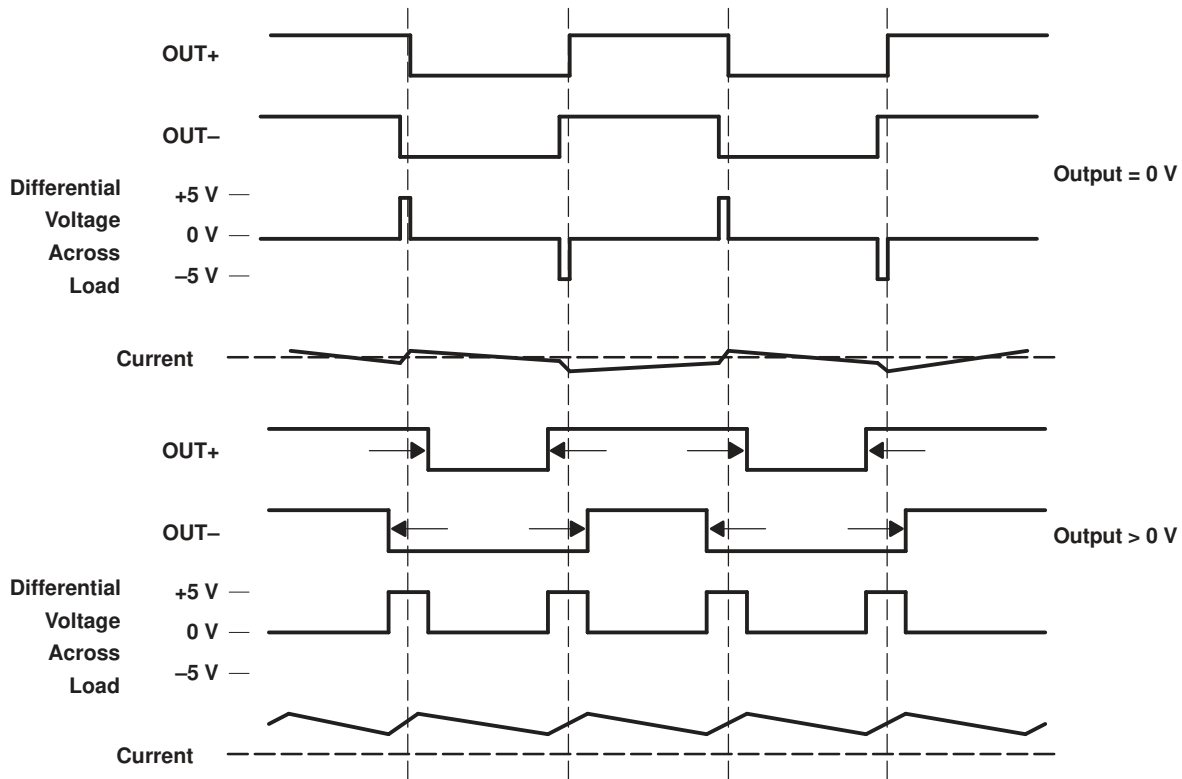 OUT+
OUT–
Output = 0 V
Differential
Voltage
Across
Load
+5 V
0 V
–5 V
Current
OUT+
OUT–
Output > 0 V
Differential
Voltage
Across
Load
+5 V
0 V
–5 V
Current